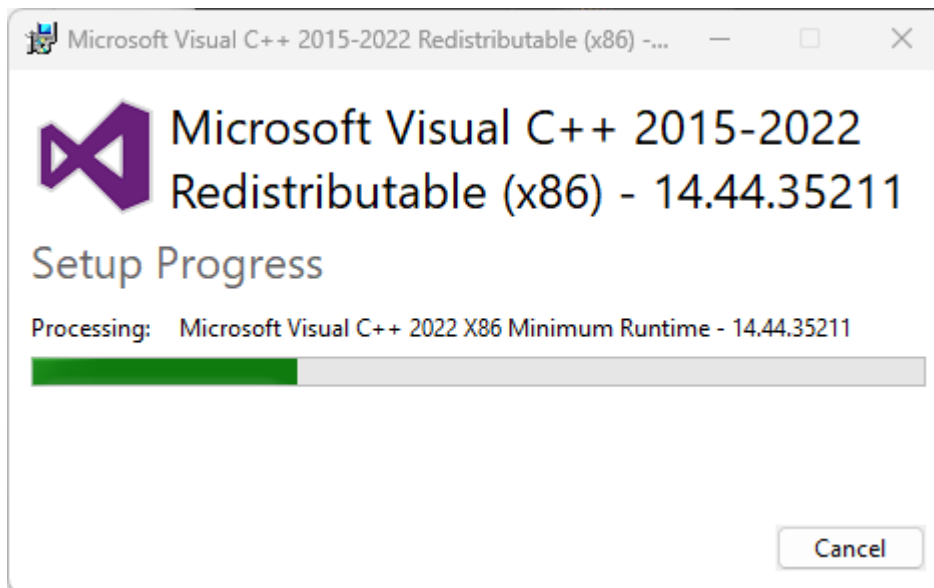 Microsoft Visual C++ 2015-2022 Redistributable (x86) -...
Microsoft Visual C++ 2015-2022
Redistributable (x86) - 14.44.35211
Setup Progress
Processing: Microsoft Visual C++ 2022 X86 Minimum Runtime - 14.44.35211
Cancel